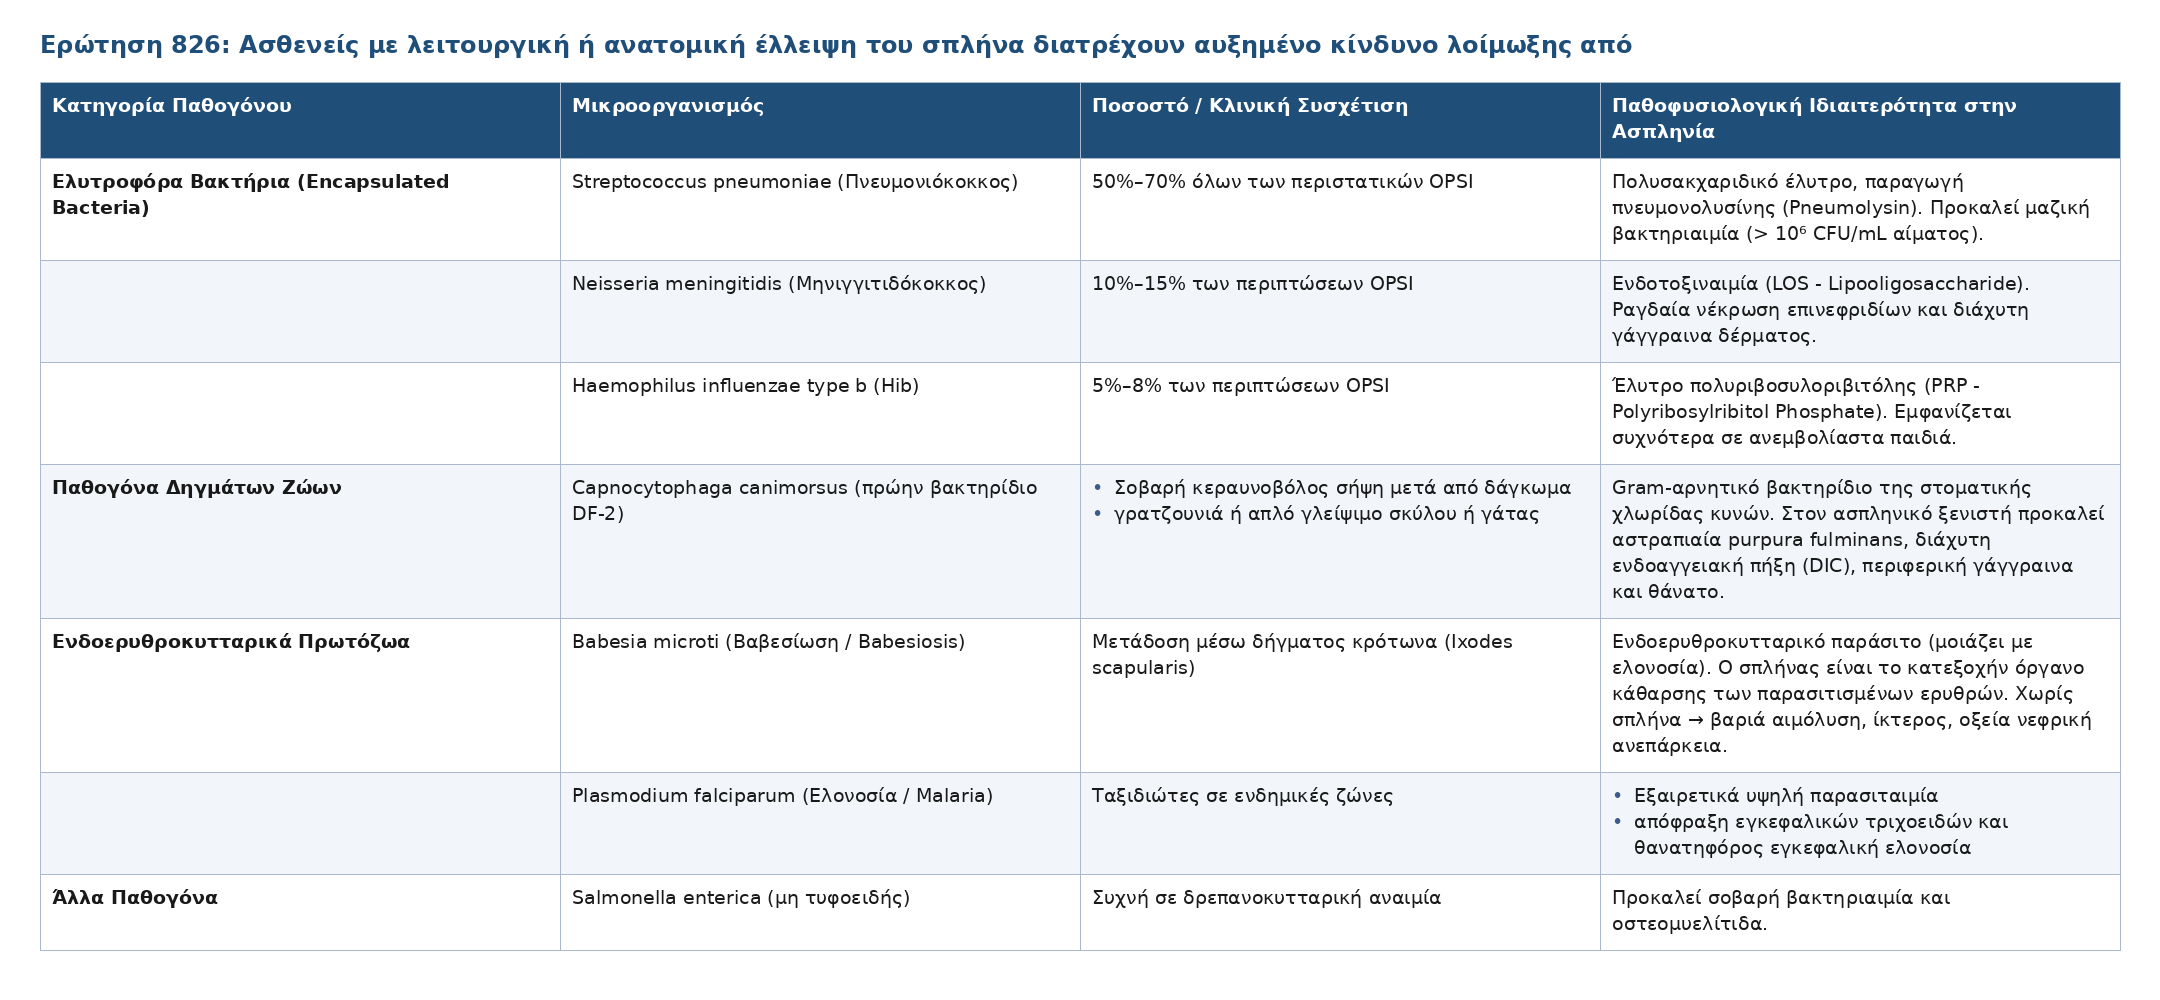 Ερώτηση 826: Ασθενείς με λειτουργική ή ανατομική έλλειψη του σπλήνα διατρέχουν αυξημένο κίνδυνο λοίμωξης από
Κατηγορία Παθογόνου
Μικροοργανισμός
Ποσοστό / Κλινική Συσχέτιση
Παθοφυσιολογική Ιδιαιτερότητα στην
Ασπληνία
Ελυτροφόρα Βακτήρια (Encapsulated
Bacteria)
Streptococcus pneumoniae (Πνευμονιόκοκκος)
50%–70% όλων των περιστατικών OPSI
Πολυσακχαριδικό έλυτρο, παραγωγή
πνευμονολυσίνης (Pneumolysin). Προκαλεί μαζική
βακτηριαιμία (> 10⁶ CFU/mL αίματος).
Neisseria meningitidis (Μηνιγγιτιδόκοκκος)
10%–15% των περιπτώσεων OPSI
Ενδοτοξιναιμία (LOS - Lipooligosaccharide).
Ραγδαία νέκρωση επινεφριδίων και διάχυτη
γάγγραινα δέρματος.
Haemophilus influenzae type b (Hib)
5%–8% των περιπτώσεων OPSI
Έλυτρο πολυριβοσυλοριβιτόλης (PRP -
Polyribosylribitol Phosphate). Εμφανίζεται
συχνότερα σε ανεμβολίαστα παιδιά.
Παθογόνα Δηγμάτων Ζώων
Capnocytophaga canimorsus (πρώην βακτηρίδιο
DF-2)
• Σοβαρή κεραυνοβόλος σήψη μετά από δάγκωμα
• γρατζουνιά ή απλό γλείψιμο σκύλου ή γάτας
Gram-αρνητικό βακτηρίδιο της στοματικής
χλωρίδας κυνών. Στον ασπληνικό ξενιστή προκαλεί
αστραπιαία purpura fulminans, διάχυτη
ενδοαγγειακή πήξη (DIC), περιφερική γάγγραινα
και θάνατο.
Ενδοερυθροκυτταρικά Πρωτόζωα
Babesia microti (Βαβεσίωση / Babesiosis)
Μετάδοση μέσω δήγματος κρότωνα (Ixodes
scapularis)
Ενδοερυθροκυτταρικό παράσιτο (μοιάζει με
ελονοσία). Ο σπλήνας είναι το κατεξοχήν όργανο
κάθαρσης των παρασιτισμένων ερυθρών. Χωρίς
σπλήνα → βαριά αιμόλυση, ίκτερος, οξεία νεφρική
ανεπάρκεια.
Plasmodium falciparum (Ελονοσία / Malaria)
Ταξιδιώτες σε ενδημικές ζώνες
• Εξαιρετικά υψηλή παρασιταιμία
• απόφραξη εγκεφαλικών τριχοειδών και
θανατηφόρος εγκεφαλική ελονοσία
Άλλα Παθογόνα
Salmonella enterica (μη τυφοειδής)
Συχνή σε δρεπανοκυτταρική αναιμία
Προκαλεί σοβαρή βακτηριαιμία και
οστεομυελίτιδα.